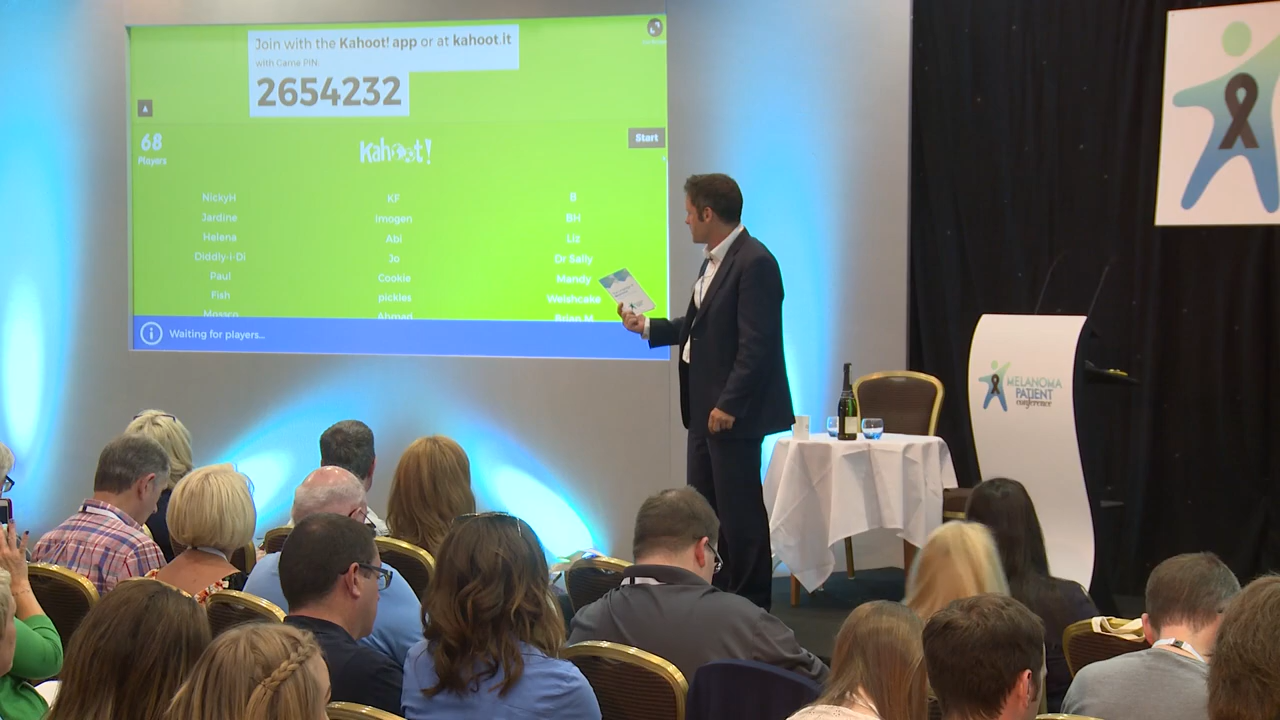 Join with the Kahoot! app or at kahoot.it
with Game PIN:
2654232
68
Players
Kahoot!
Start
NickyH
KF
B
Jardine
Imogen
BH
Helena
Abi
Liz
Diddly-i-Di
Jo
Dr Sally
Paul
Cookie
Mandy
Fish
pickles
Welshcake
Ahmad
Brian M
Waiting for players...
MELANOMA
PATIENT
conference